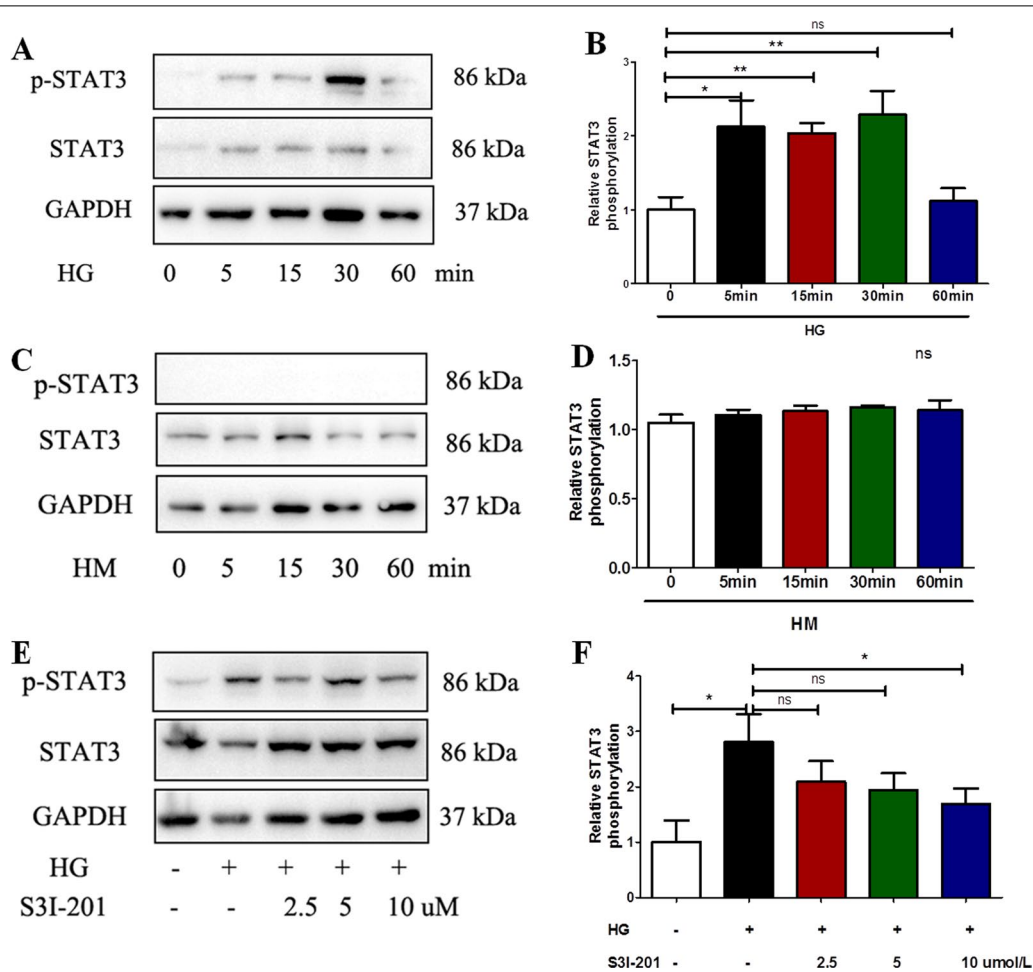 A
p-STAT3 86 kDa
STAT3 86 kDa
GAPDH 37 kDa
HG 0 5 15 30 60 min
B
ns
**
**
*
Relative STAT3
phosphorylation
3
2
1
0
0 5min 15min 30min 60min
HG
C
p-STAT3 86 kDa
STAT3 86 kDa
GAPDH 37 kDa
HM 0 5 15 30 60 min
D
ns
Relative STAT3
phosphorylation
1.5
1.0
0.5
0.0
0 5min 15min 30min 60min
HM
E
p-STAT3 86 kDa
STAT3 86 kDa
GAPDH 37 kDa
HG - + + + +
S3I-201 - - 2.5 5 10 uM
F
*
ns
* ns
Relative STAT3
phosphorylation
4
3
2
1
0
HG - + + + +
S3I-201 - - 2.5 5 10 umol/L